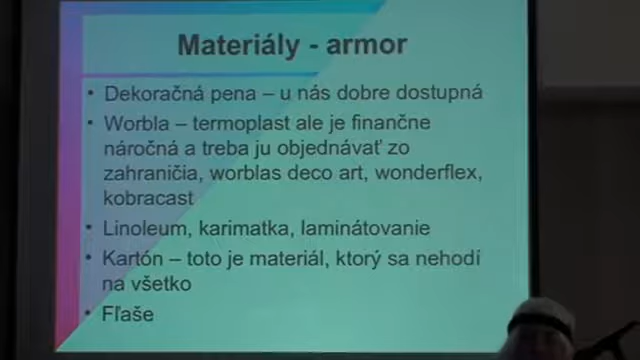 Materiály - armor
• Dekoračná pena – u nás dobre dostupná
• Worbla – termoplast ale je finančne
náročná a treba ju objednávať zo
zahraničia, worblas deco art, wonderflex,
kobracast
• Linoleum, karimatka, laminátovanie
• Kartón – toto je materiál, ktorý sa nehodí
na všetko
• Fľaše